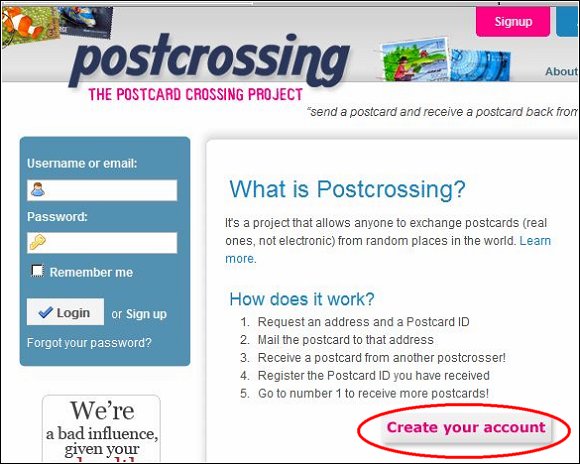 Signup
postcrossing
THE POSTCARD CROSSING PROJECT
About
"send a postcard and receive a postcard back from
Username or email:
Password:
Remember me
Login or Sign up
Forgot your password?
We're
a bad influence,
given your
What is Postcrossing?
It's a project that allows anyone to exchange postcards (real
ones, not electronic) from random places in the world. Learn
more.
How does it work?
1. Request an address and a Postcard ID
2. Mail the postcard to that address
3. Receive a postcard from another postcrosser!
4. Register the Postcard ID you have received
5. Go to number 1 to receive more postcards!
Create your account